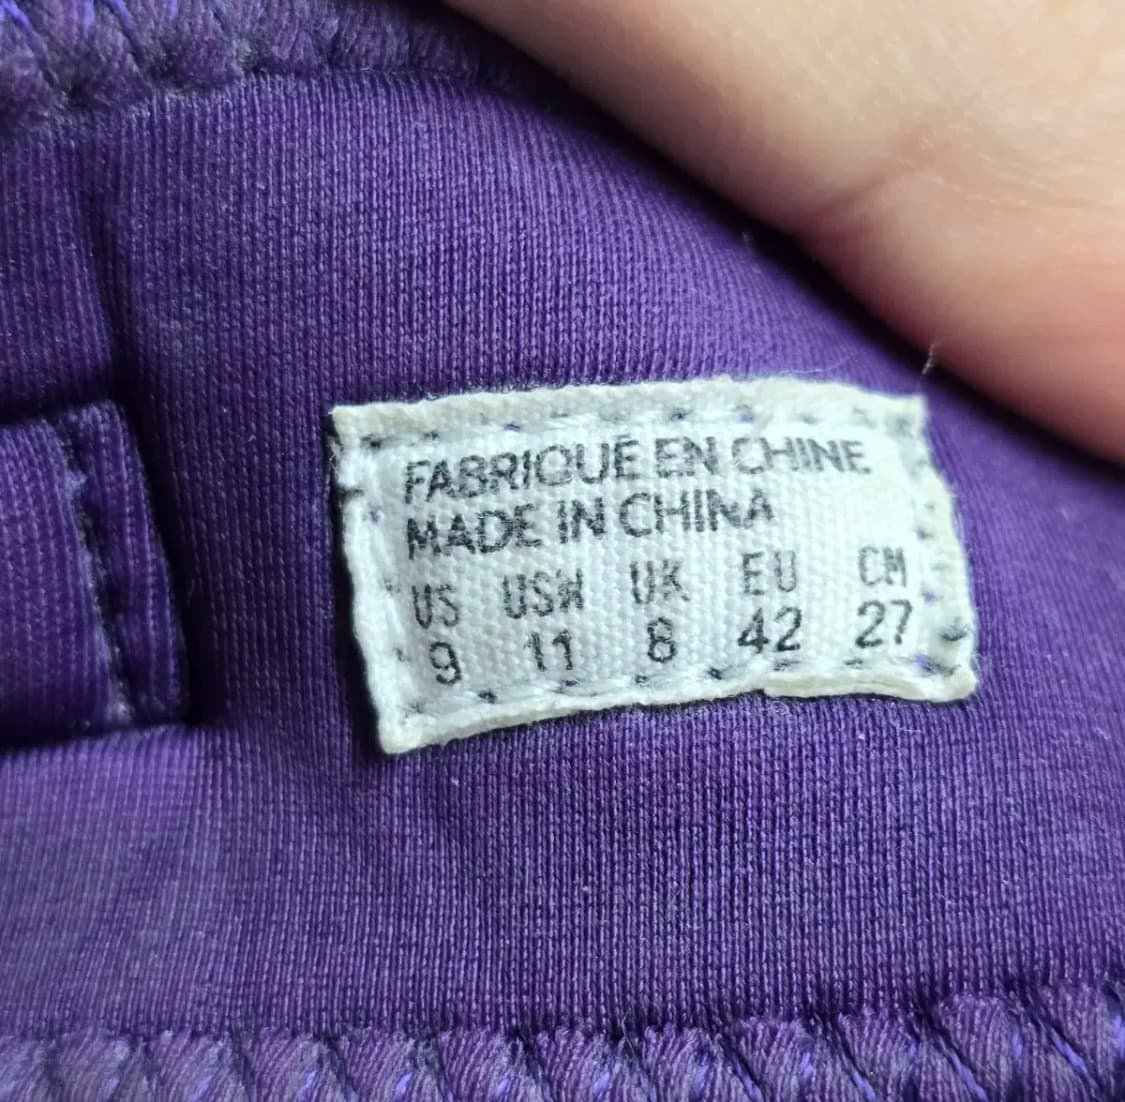 FABRIQUÉ EN CHINE
MADE IN CHINA
US USW UK EU CM
9 11 8 42 27